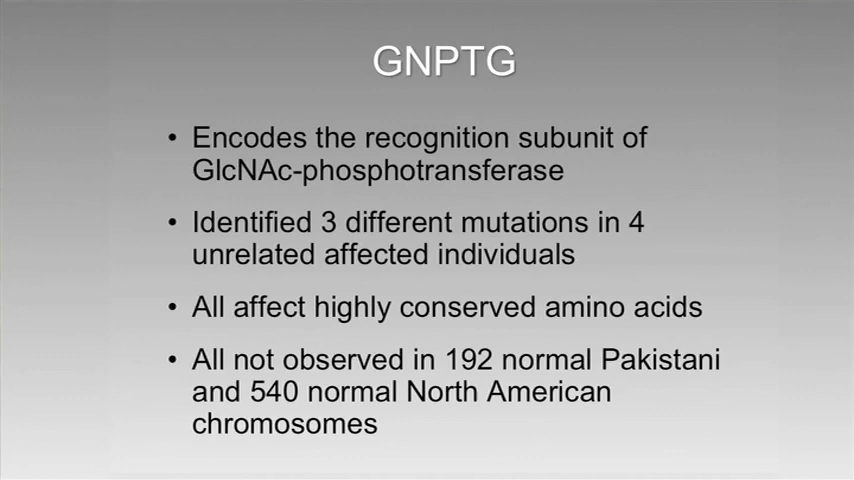 GNPTG
• Encodes the recognition subunit of
GlcNAc-phosphotransferase
• Identified 3 different mutations in 4
unrelated affected individuals
• All affect highly conserved amino acids
• All not observed in 192 normal Pakistani
and 540 normal North American
chromosomes